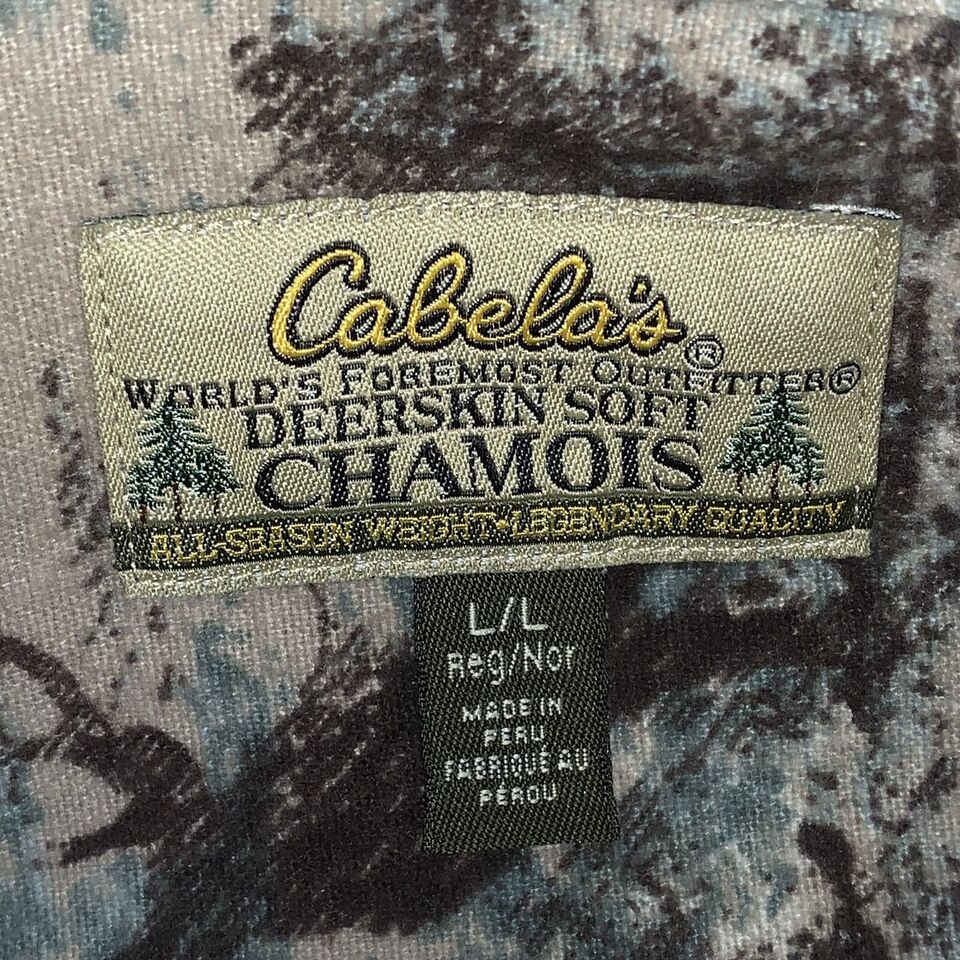 Cabela's®
WORLD'S FOREMOST OUTFITTER®
DEERSKIN SOFT
CHAMOIS
ALL-SEASON WEIGHT • LEGENDARY QUALITY
L/L
Reg/Nor
MADE IN
PERU
FABRIQUÉ AU
PÉROU